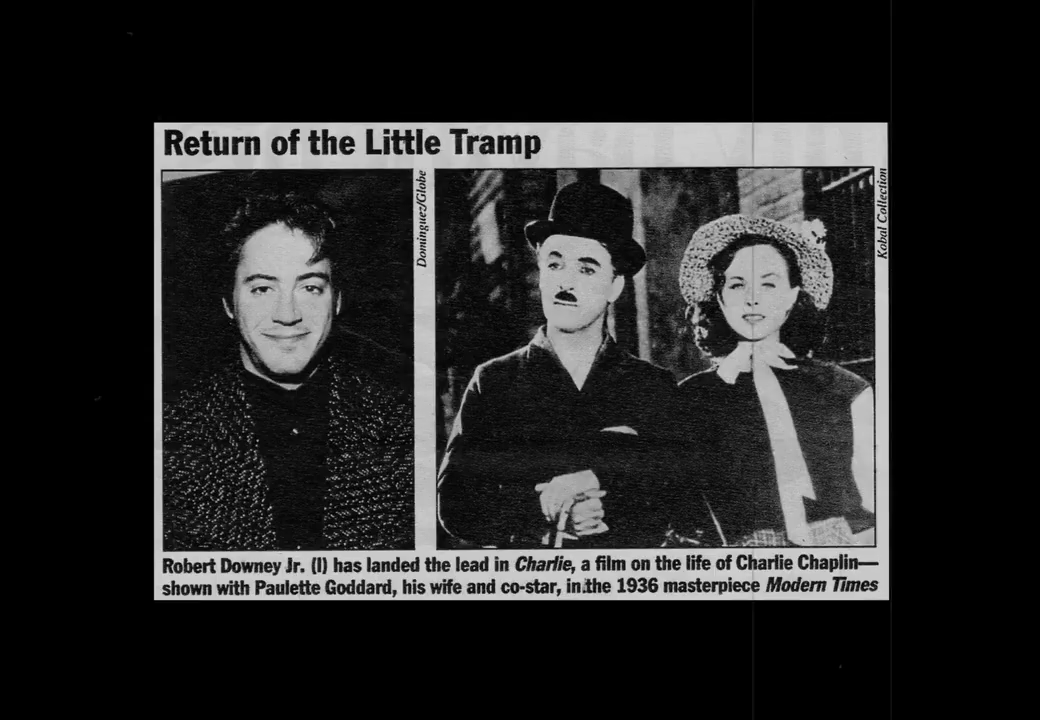 Return of the Little Tramp
Dominguez/Globe
Kobal Collection
Robert Downey Jr. (l) has landed the lead in Charlie, a film on the life of Charlie Chaplin—
shown with Paulette Goddard, his wife and co-star, in the 1936 masterpiece Modern Times